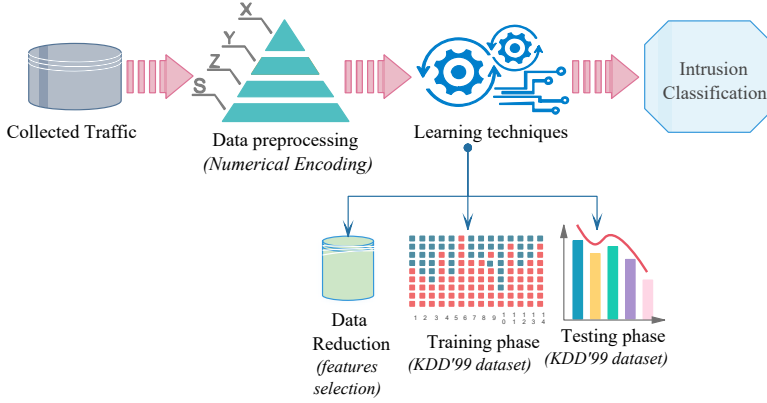 X
Y
Z
S
Collected Traffic
Data preprocessing
(Numerical Encoding)
Learning techniques
Intrusion
Classification
Data
Reduction
(features
selection)
1 2 3 4 5 6 7 8 9 10 11 12 13 14
Training phase
(KDD'99 dataset)
Testing phase
(KDD'99 dataset)